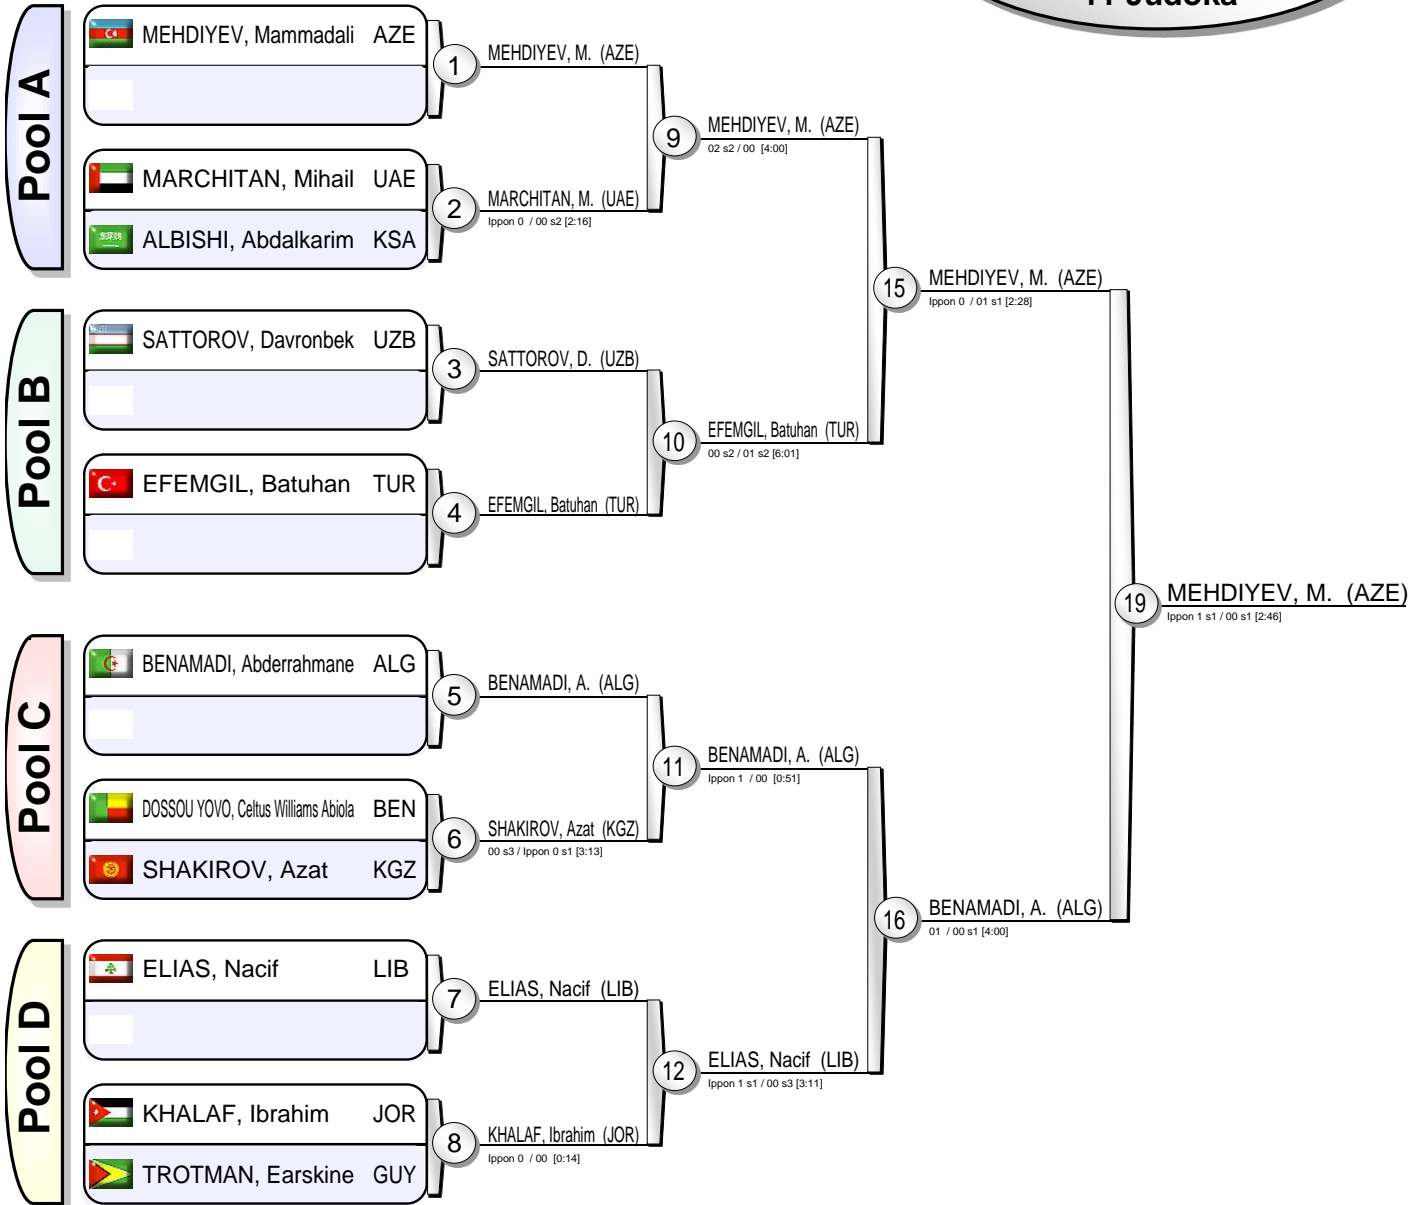 11 Judoka
Pool A
MEHDIYEV, Mammadali AZE
MARCHITAN, Mihail UAE
ALBISHI, Abdalkarim KSA
1
MEHDIYEV, M. (AZE)
2
MARCHITAN, M. (UAE)
Ippon 0 / 00 s2 [2:16]
9
MEHDIYEV, M. (AZE)
02 s2 / 00 [4:00]
Pool B
SATTOROV, Davronbek UZB
EFEMGIL, Batuhan TUR
3
SATTOROV, D. (UZB)
4
EFEMGIL, Batuhan (TUR)
10
EFEMGIL, Batuhan (TUR)
00 s2 / 01 s2 [6:01]
15
MEHDIYEV, M. (AZE)
Ippon 0 / 01 s1 [2:28]
Pool C
BENAMADI, Abderrahmane ALG
DOSSOU YOVO, Celtus Williams Abiola BEN
SHAKIROV, Azat KGZ
5
BENAMADI, A. (ALG)
6
SHAKIROV, Azat (KGZ)
00 s3 / Ippon 0 s1 [3:13]
11
BENAMADI, A. (ALG)
Ippon 1 / 00 [0:51]
Pool D
ELIAS, Nacif LIB
KHALAF, Ibrahim JOR
TROTMAN, Earskine GUY
7
ELIAS, Nacif (LIB)
8
KHALAF, Ibrahim (JOR)
Ippon 0 / 00 [0:14]
12
ELIAS, Nacif (LIB)
Ippon 1 s1 / 00 s3 [3:11]
16
BENAMADI, A. (ALG)
01 / 00 s1 [4:00]
19
MEHDIYEV, M. (AZE)
Ippon 1 s1 / 00 s1 [2:46]